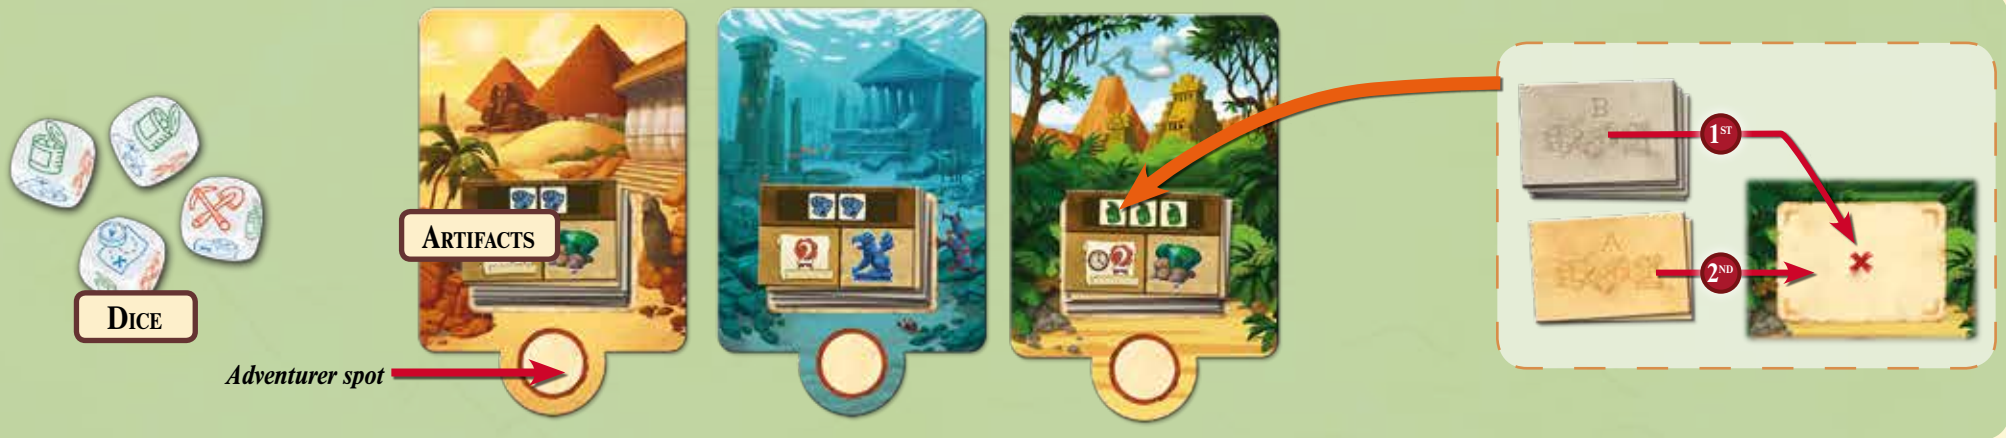 B
1ST
A
2ND
ARTIFACTS
DICE
Adventurer spot